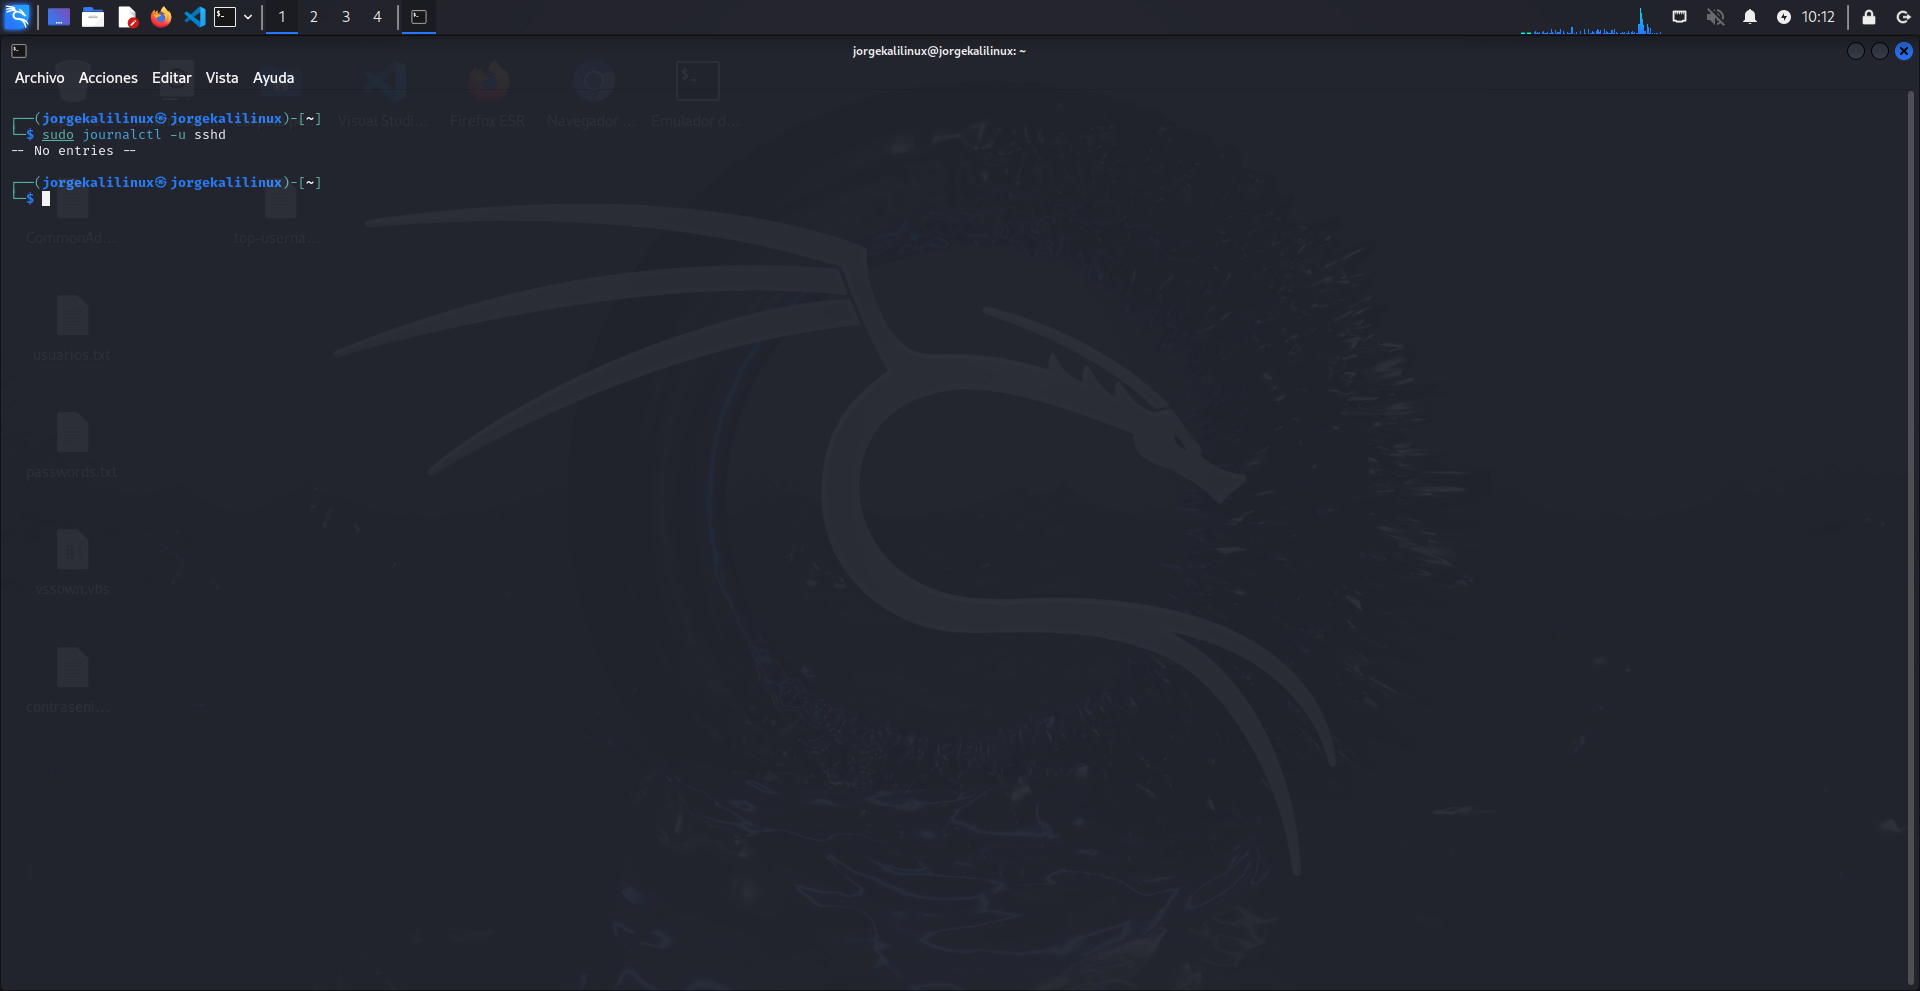 1 2 3 4 10:12
jorgekalilinux@jorgekalilinux: ~
Archivo Acciones Editar Vista Ayuda
┌──(jorgekalilinux㉿jorgekalilinux)-[~]
└─$ sudo journalctl -u sshd
-- No entries --
┌──(jorgekalilinux㉿jorgekalilinux)-[~]
└─$
Visual Studi... Firefox ESR Navegador ... Emulador d...
CommonAd... top-userna...
usuarios.txt
passwords.txt
vssown.vbs
contraseni...